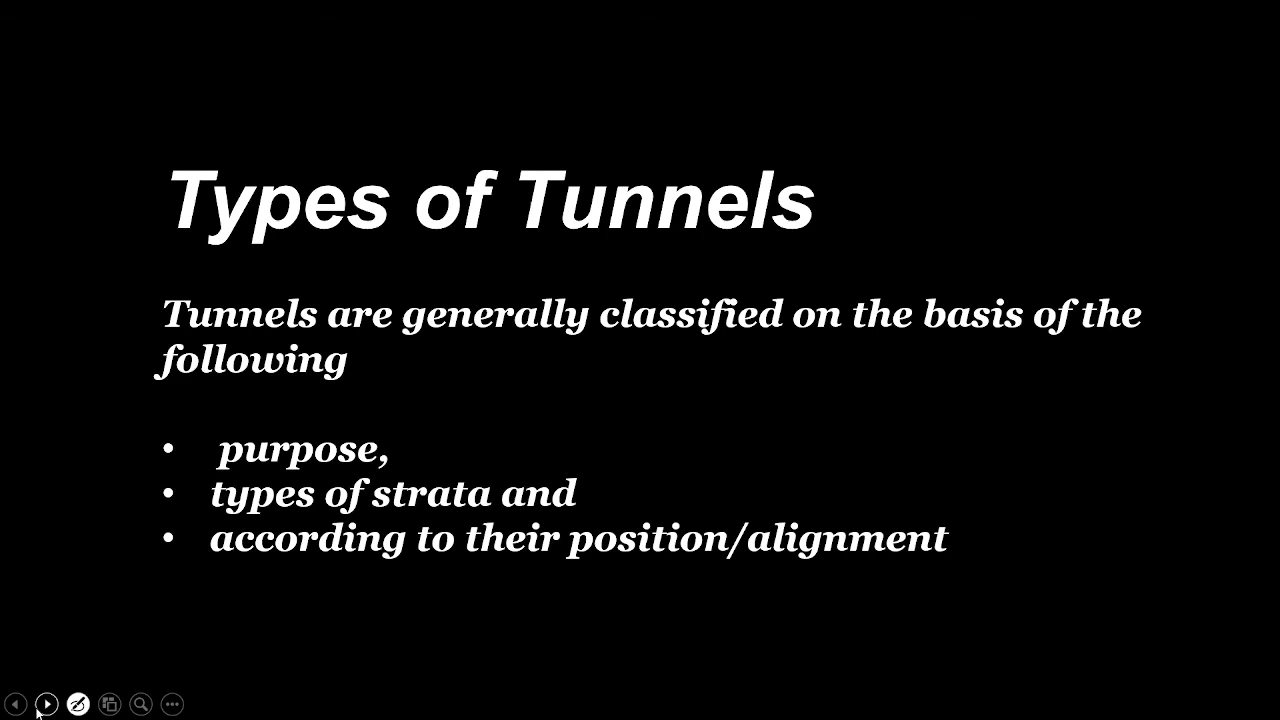 Types of Tunnels
Tunnels are generally classified on the basis of the
following
• purpose,
• types of strata and
• according to their position/alignment